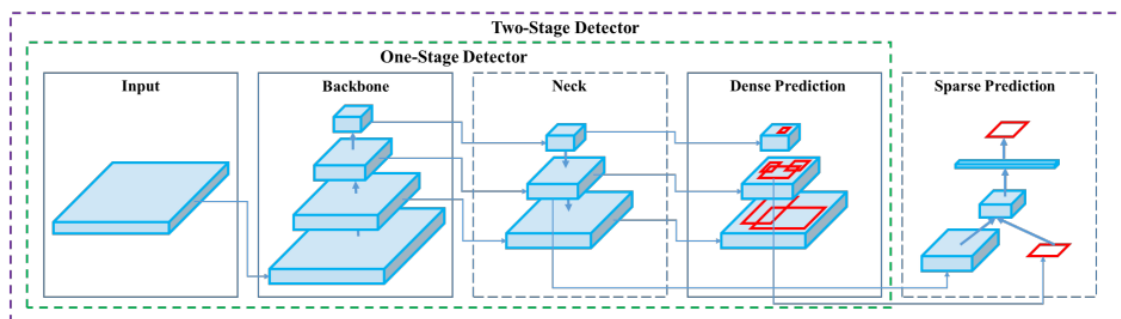 Two-Stage Detector
One-Stage Detector
Input
Backbone
Neck
Dense Prediction
Sparse Prediction